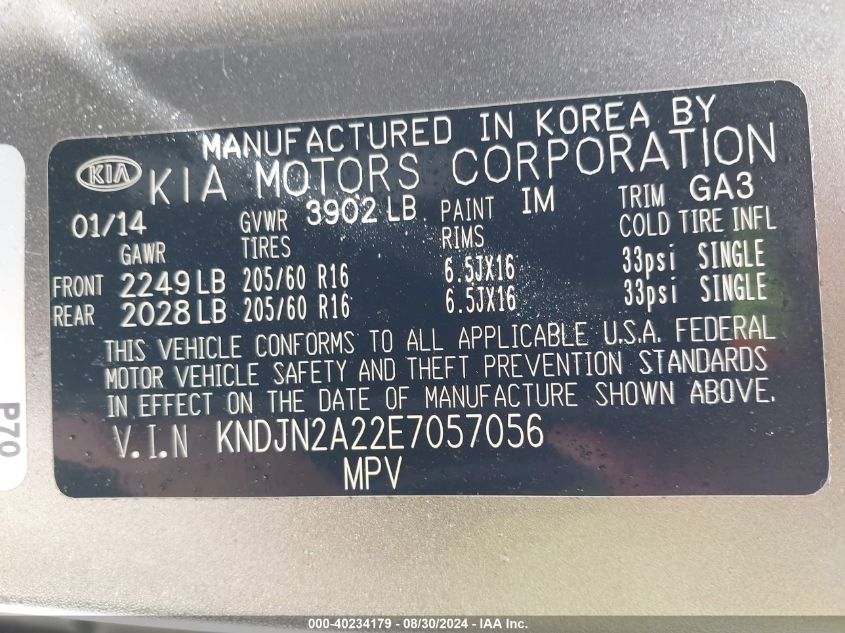 MANUFACTURED IN KOREA BY
KIA KIA MOTORS CORPORATION
01/14 GVWR 3902 LB PAINT IM TRIM GA3
GAWR TIRES RIMS COLD TIRE INFL
FRONT 2249 LB 205/60 R16 6.5JX16 33psi SINGLE
REAR 2028 LB 205/60 R16 6.5JX16 33psi SINGLE
THIS VEHICLE CONFORMS TO ALL APPLICABLE U.S.A. FEDERAL
MOTOR VEHICLE SAFETY AND THEFT PREVENTION STANDARDS
IN EFFECT ON THE DATE OF MANUFACTURE SHOWN ABOVE.
V.I.N KNDJN2A22E7057056
MPV
P70
000-40234179 - 08/30/2024 - IAA Inc.